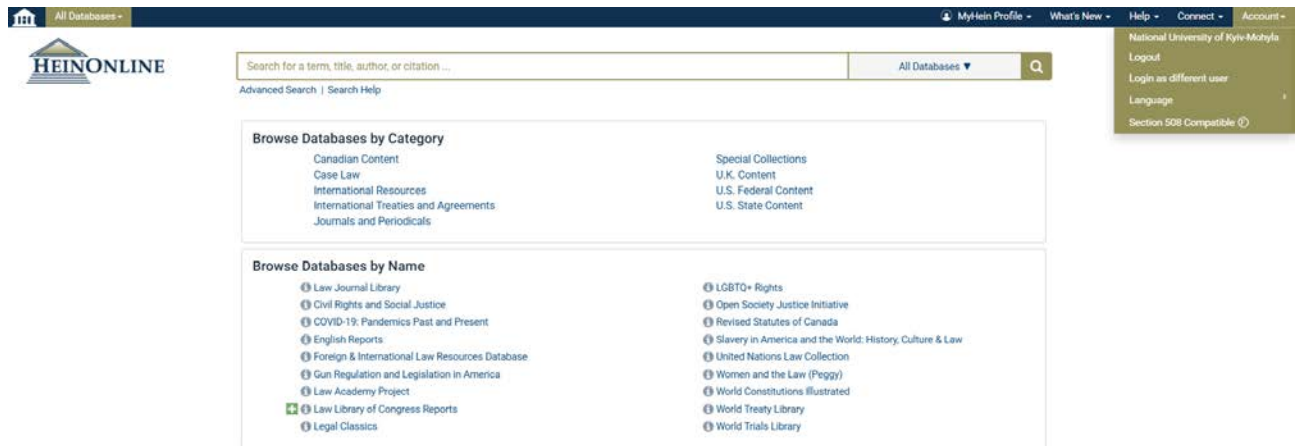 All Databases
MyHein Profile What's New Help Connect Account
National University of Kyiv-Mohyla
Logout
Login as different user
Language
Section 508 Compatible
HEINONLINE
Search for a term, title, author, or citation ...
All Databases ▼
Advanced Search | Search Help
Browse Databases by Category
Canadian Content
Case Law
International Resources
International Treaties and Agreements
Journals and Periodicals
Special Collections
U.K. Content
U.S. Federal Content
U.S. State Content
Browse Databases by Name
Law Journal Library
Civil Rights and Social Justice
COVID-19: Pandemics Past and Present
English Reports
Foreign & International Law Resources Database
Gun Regulation and Legislation in America
Law Academy Project
Law Library of Congress Reports
Legal Classics
LGBTQ+ Rights
Open Society Justice Initiative
Revised Statutes of Canada
Slavery in America and the World: History, Culture & Law
United Nations Law Collection
Women and the Law (Peggy)
World Constitutions Illustrated
World Treaty Library
World Trials Library